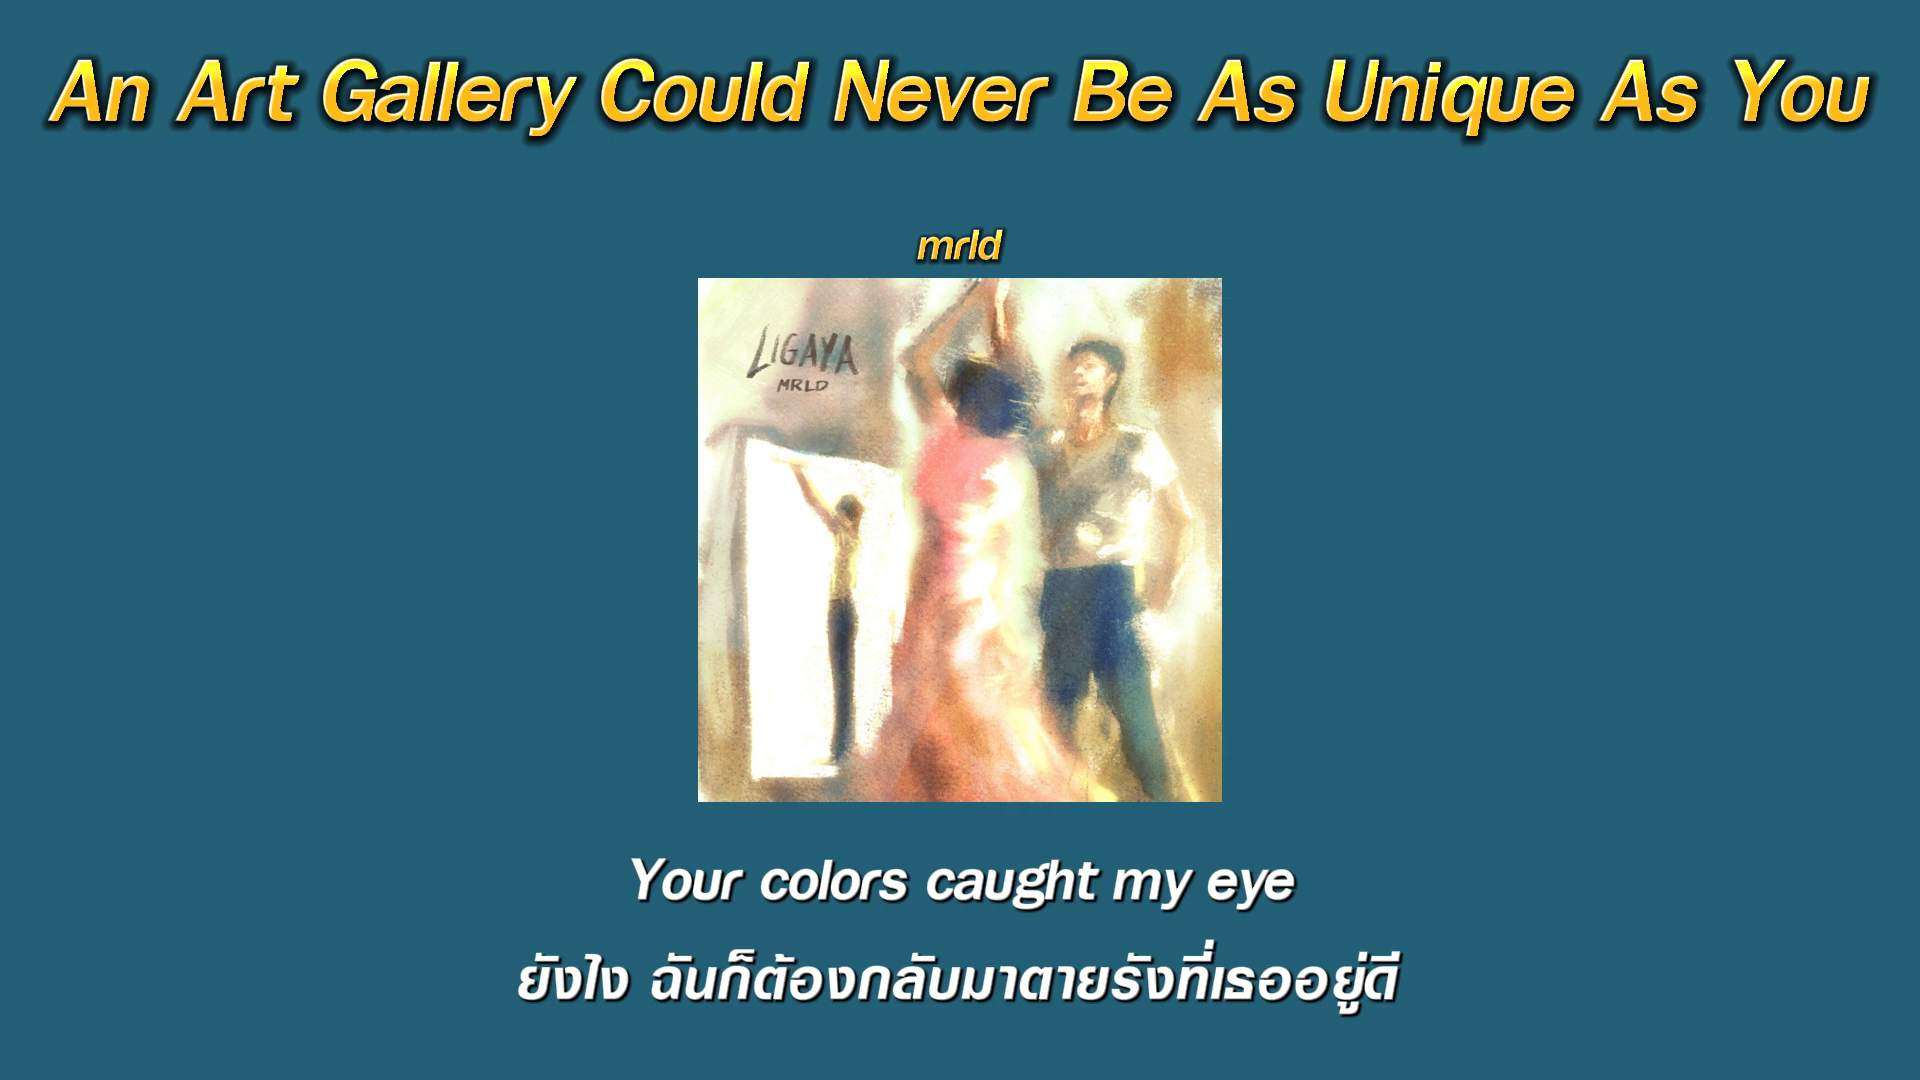 An Art Gallery Could Never Be As Unique As You
mrld
LIGAYA
MRLD
Your colors caught my eye
ยังไง ฉันก็ต้องกลับมาตายรังที่เธออยู่ดี